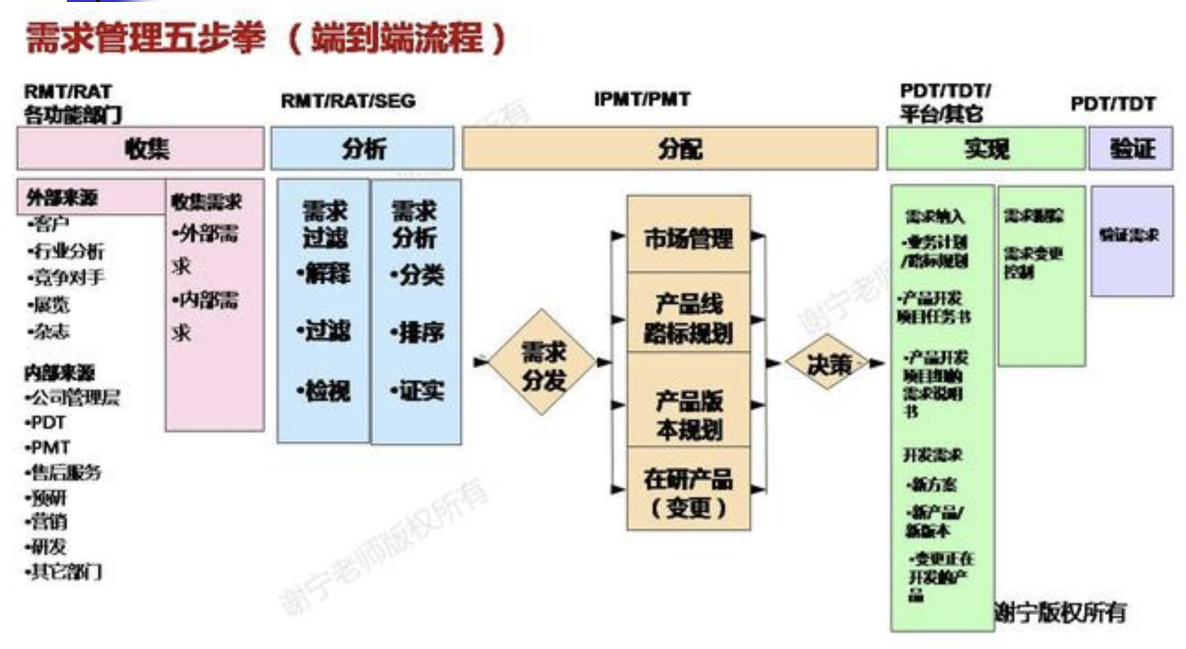 需求管理五步拳（端到端流程）
RMT/RAT
各功能部门
RMT/RAT/SEG
IPMT/PMT
PDT/TDT/
平台/其它
PDT/TDT
收集
分析
分配
实现
验证
外部来源
•客户
•行业分析
•竞争对手
•展览
•杂志
内部来源
•公司管理层
•PDT
•PMT
•售后服务
•预研
•营销
•研发
•其它部门
收集需求
•外部需
求
•内部需
求
需求
过滤
•解释
•过滤
•检视
需求
分析
•分类
•排序
•证实
需求
分发
市场管理
产品线
路标规划
产品版
本规划
在研产品
（变更）
决策
需求纳入
•业务计划
/路标规划
•产品开发
项目任务书
•产品开发
项目组的
需求说明
书
开发需求
•新方案
•新产品/
新版本
•变更正在
开发的产
品
需求跟踪
需求变更
控制
验证需求
谢宁老师版权所有
谢宁老师
有
谢宁版权所有